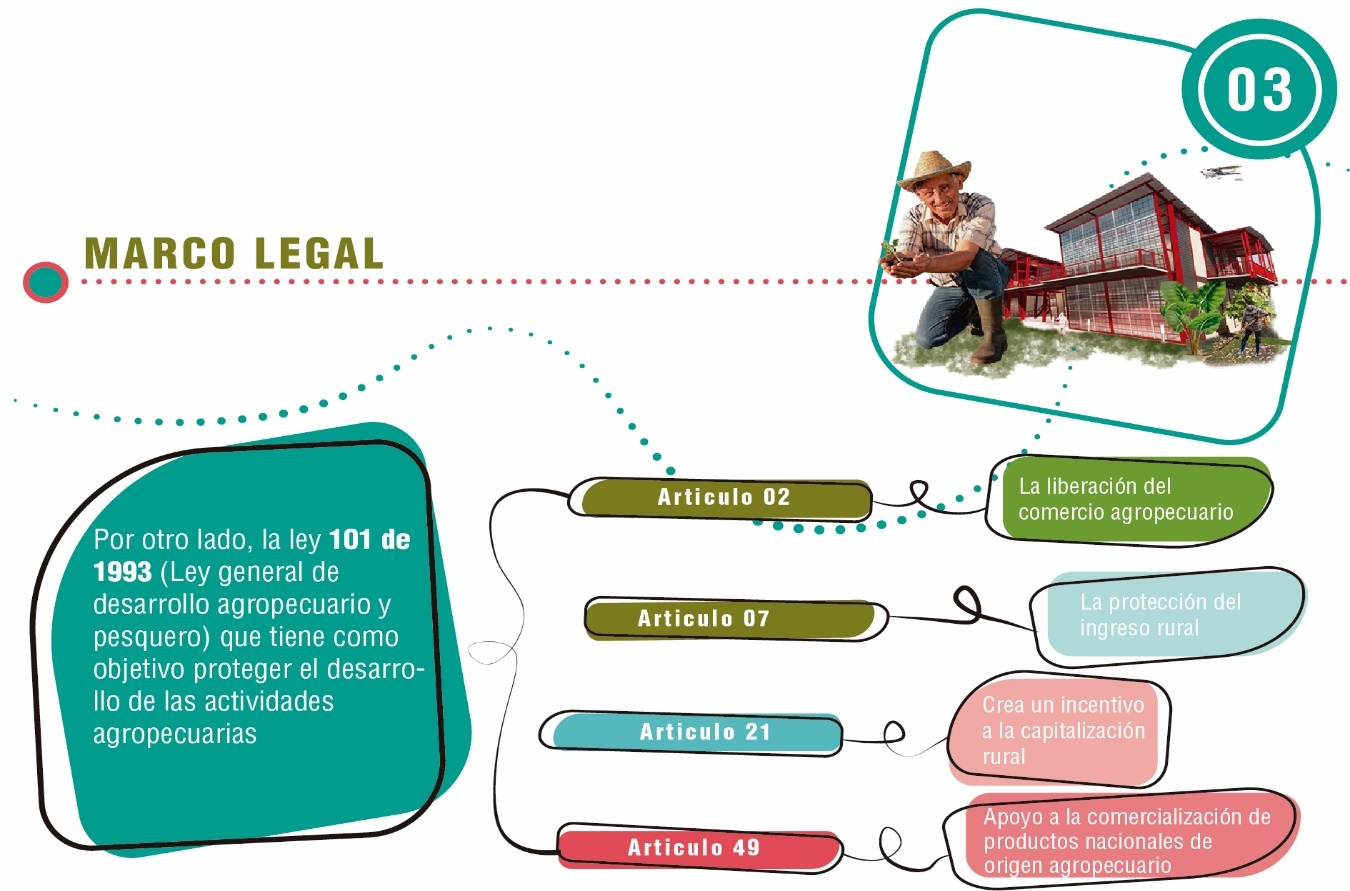 03
MARCO LEGAL
Por otro lado, la ley 101 de
1993 (Ley general de
desarrollo agropecuario y
pesquero) que tiene como
objetivo proteger el desarro-
llo de las actividades
agropecuarias
Articulo 02
La liberación del
comercio agropecuario
Articulo 07
La protección del
ingreso rural
Articulo 21
Crea un incentivo
a la capitalización
rural
Articulo 49
Apoyo a la comercialización de
productos nacionales de
origen agropecuario